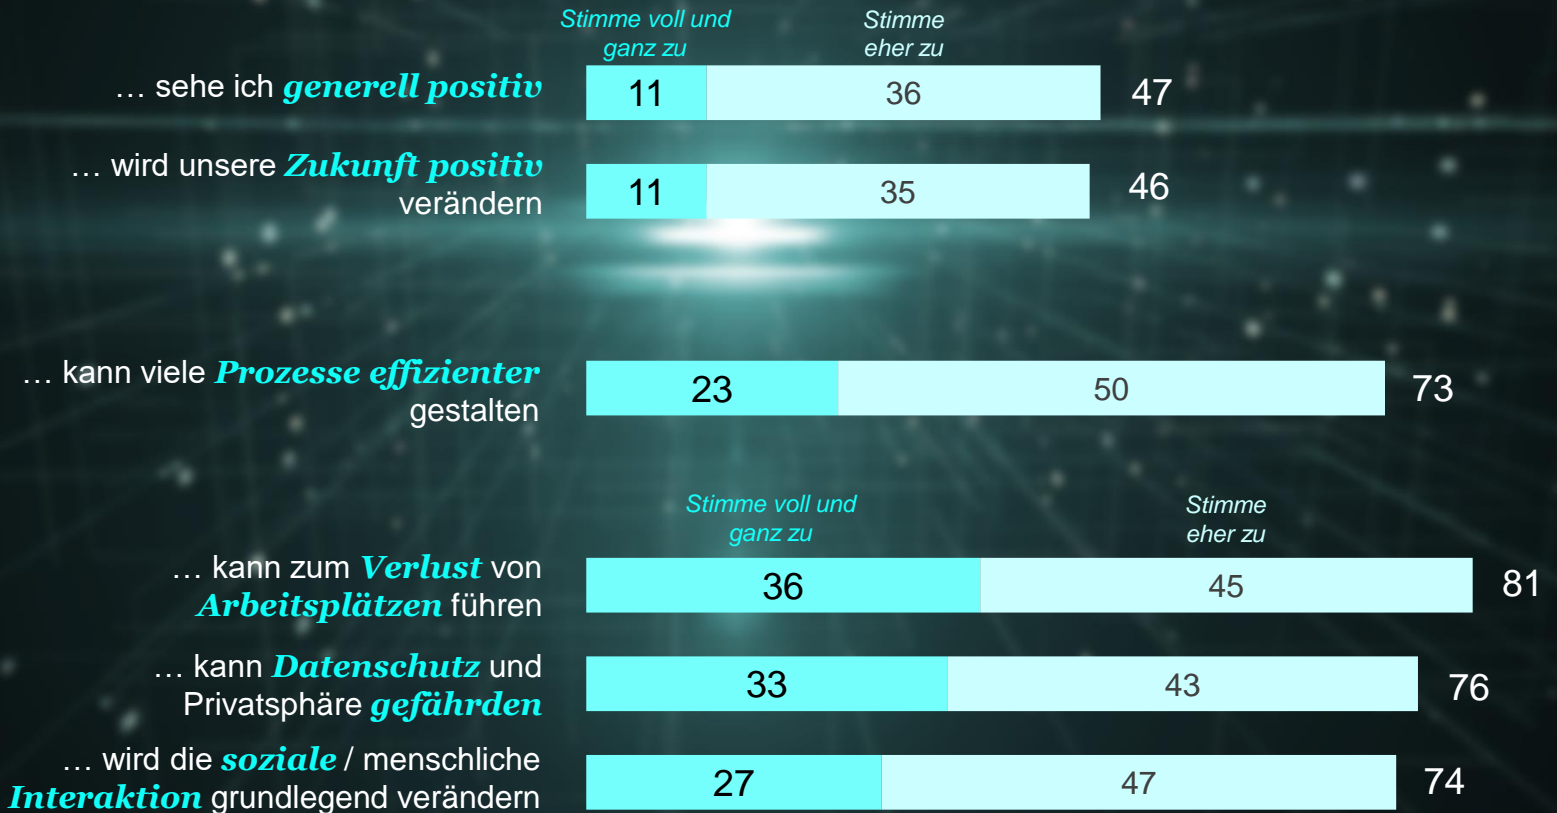 Stimme voll und
ganz zu
Stimme
eher zu
… sehe ich generell positiv
11
36
47
… wird unsere Zukunft positiv
verändern
11
35
46
… kann viele Prozesse effizienter
gestalten
23
50
73
Stimme voll und
ganz zu
Stimme
eher zu
… kann zum Verlust von
Arbeitsplätzen führen
36
45
81
… kann Datenschutz und
Privatsphäre gefährden
33
43
76
… wird die soziale / menschliche
Interaktion grundlegend verändern
27
47
74